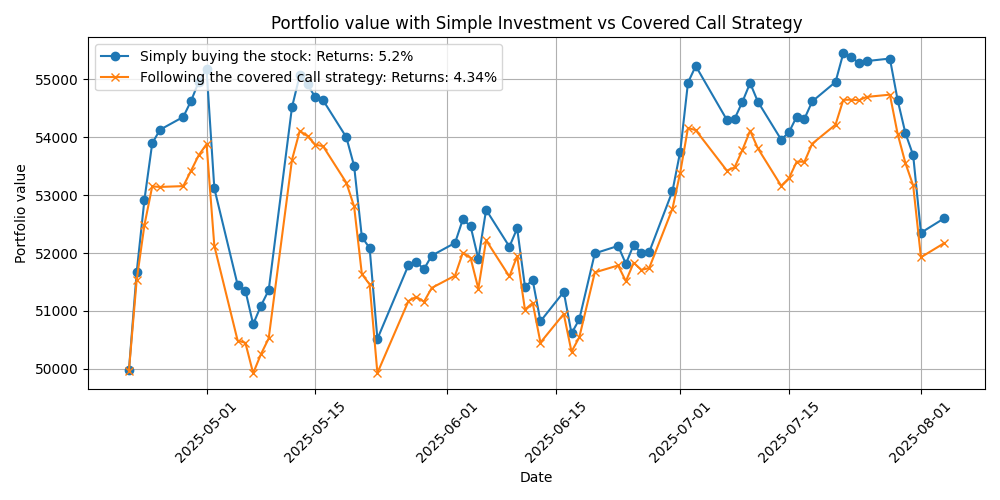 Portfolio value with Simple Investment vs Covered Call Strategy
Simply buying the stock: Returns: 5.2%
Following the covered call strategy: Returns: 4.34%
Portfolio value
55000
54000
53000
52000
51000
50000
2025-05-01
2025-05-15
2025-06-01
2025-06-15
2025-07-01
2025-07-15
2025-08-01
Date